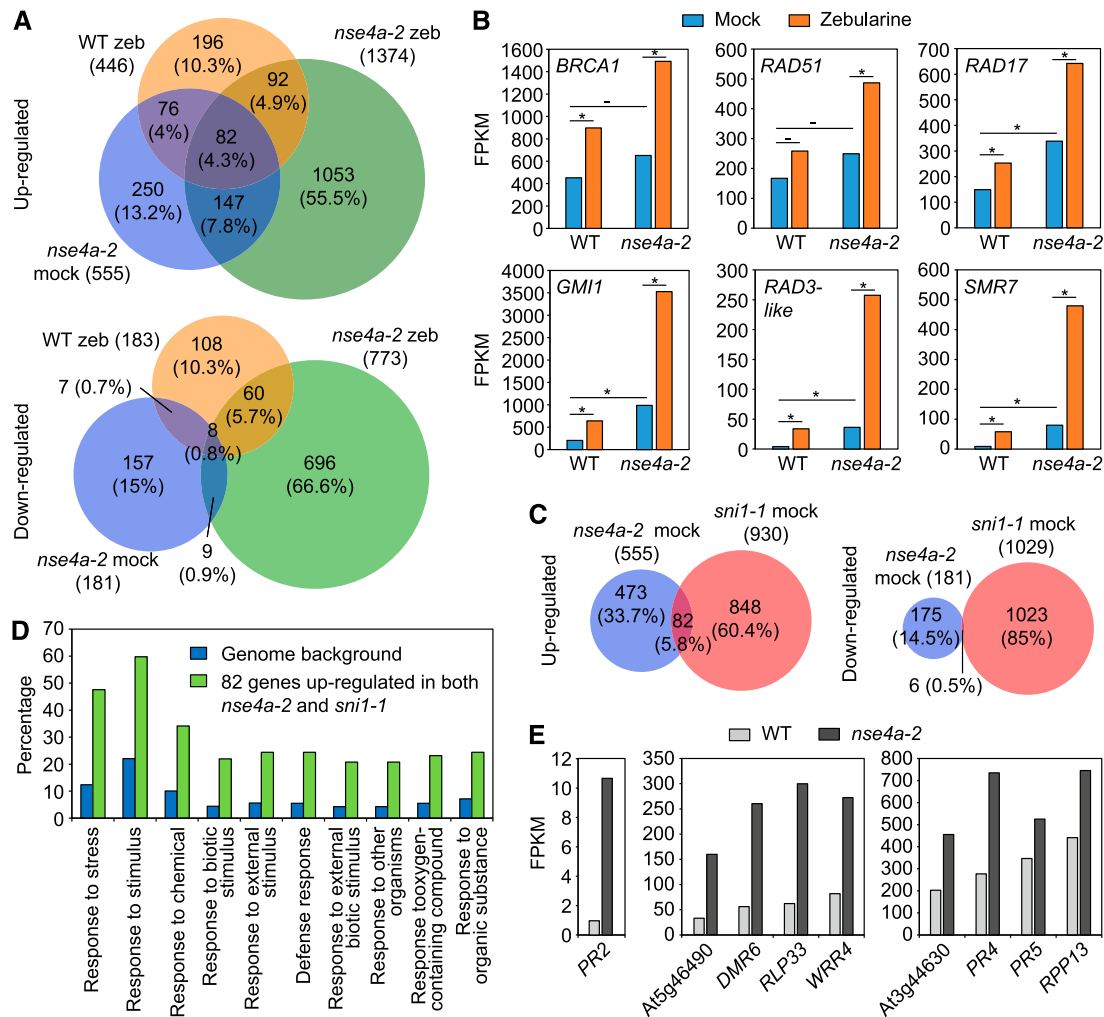 A
Up-regulated
WT zeb
(446)
nse4a-2 zeb
(1374)
196
(10.3%)
92
(4.9%)
76
(4%)
82
(4.3%)
1053
(55.5%)
250
(13.2%)
147
(7.8%)
nse4a-2
mock (555)
Down-regulated
WT zeb (183)
nse4a-2 zeb
(773)
108
(10.3%)
7 (0.7%)
60
(5.7%)
8
(0.8%)
157
(15%)
696
(66.6%)
9
(0.9%)
nse4a-2 mock
(181)
B
Mock
Zebularine
FPKM
1600
1400
1200
1000
800
600
400
200
0
BRCA1
*
–
*
WT
nse4a-2
600
500
400
300
200
100
0
RAD51
*
–
–
WT
nse4a-2
700
600
500
400
300
200
100
0
RAD17
*
*
*
WT
nse4a-2
FPKM
4000
3500
3000
2500
2000
1500
1000
500
0
GMI1
*
*
*
WT
nse4a-2
300
250
200
150
100
50
0
RAD3-
like
*
*
*
WT
nse4a-2
700
600
500
400
300
200
100
0
SMR7
*
*
*
WT
nse4a-2
C
Up-regulated
nse4a-2 mock
(555)
sni1-1 mock
(930)
473
(33.7%)
82
(5.8%)
848
(60.4%)
Down-regulated
nse4a-2
mock (181)
sni1-1 mock
(1029)
175
(14.5%)
1023
(85%)
6 (0.5%)
D
Percentage
70
60
50
40
30
20
10
0
Genome background
82 genes up-regulated in both
nse4a-2 and sni1-1
Response to stress
Response to stimulus
Response to chemical
Response to biotic
stimulus
Response to external
stimulus
Defense response
Response to external
biotic stimulus
Response to other
organisms
Response tooxygen-
containing compound
Response to
organic substance
E
WT
nse4a-2
FPKM
12
10
8
6
4
2
0
PR2
350
300
250
200
150
100
50
0
At5g46490
DMR6
RLP33
WRR4
800
700
600
500
400
300
200
100
0
At3g44630
PR4
PR5
RPP13